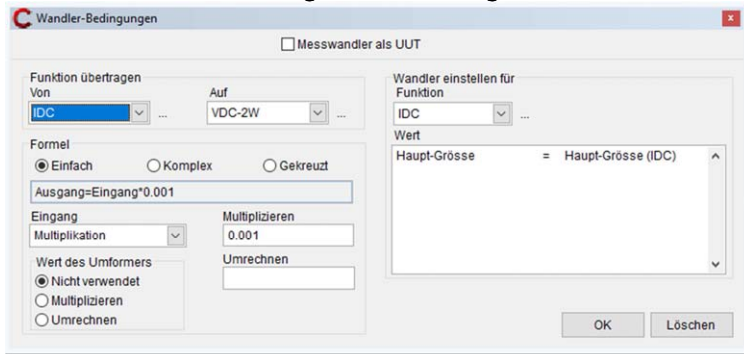 Wandler-Bedingungen
Messwandler als UUT
Funktion übertragen
Von
Auf
IDC
...
VDC-2W
...
Formel
Einfach
Komplex
Gekreuzt
Ausgang=Eingang*0.001
Eingang
Multiplizieren
Multiplikation
0.001
Wert des Umformers
Umrechnen
Nicht verwendet
Multiplizieren
Umrechnen
Wandler einstellen für
Funktion
IDC
...
Wert
Haupt-Grösse = Haupt-Grösse (IDC)
OK
Löschen